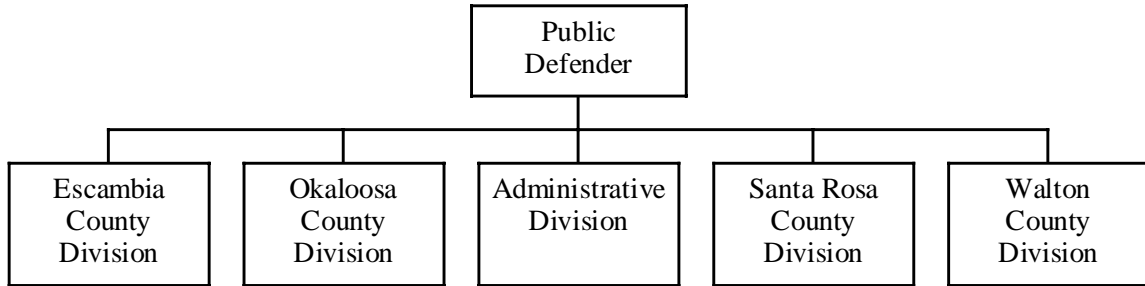 Public
Defender
Escambia
County
Division
Okaloosa
County
Division
Administrative
Division
Santa Rosa
County
Division
Walton
County
Division